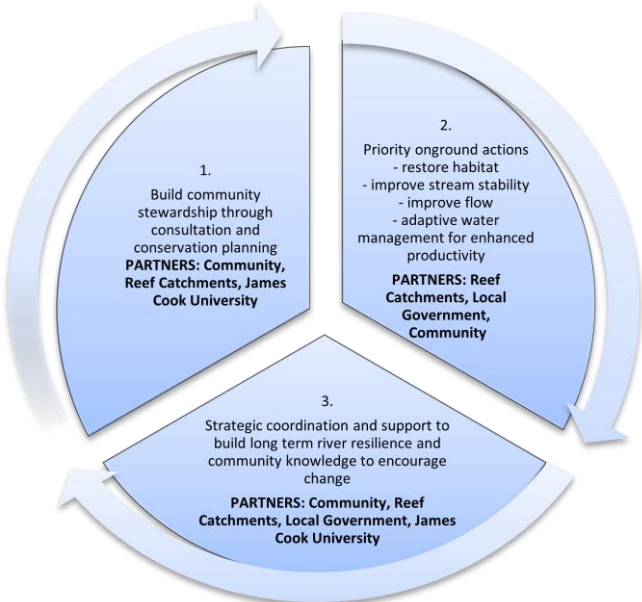 1.
Build community
stewardship through
consultation and
conservation planning
PARTNERS: Community,
Reef Catchments, James
Cook University
2.
Priority onground actions
- restore habitat
- improve stream stability
- improve flow
- adaptive water
management for enhanced
productivity
PARTNERS: Reef
Catchments, Local
Government,
Community
3.
Strategic coordination and support to
build long term river resilience and
community knowledge to encourage
change
PARTNERS: Community, Reef
Catchments, Local Government, James
Cook University